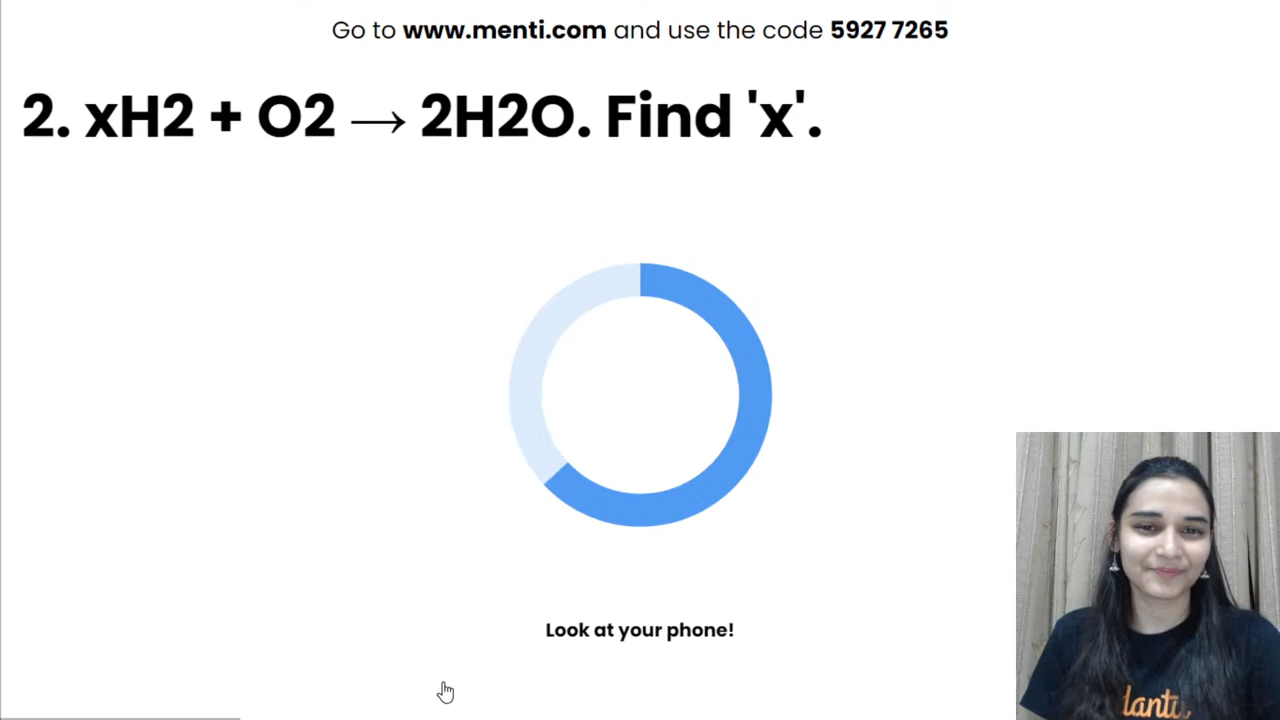 Go to www.menti.com and use the code 5927 7265
2. xH2 + O2 → 2H2O. Find 'x'.
Look at your phone!